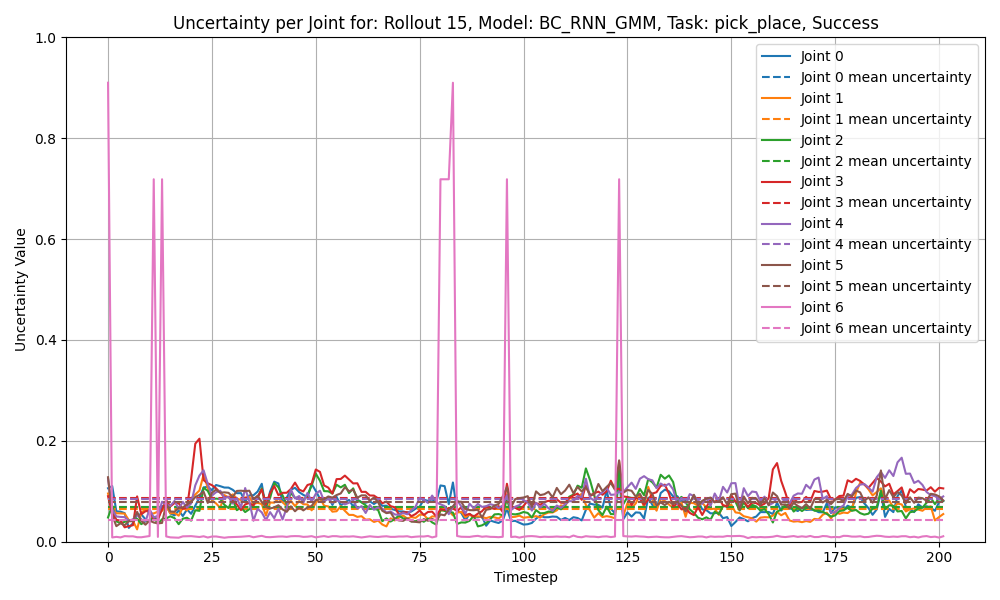 Uncertainty per Joint for: Rollout 15, Model: BC_RNN_GMM, Task: pick_place, Success
1.0
0.8
0.6
0.4
0.2
0.0
Uncertainty Value
0
25
50
75
100
125
150
175
200
Timestep
Joint 0
Joint 0 mean uncertainty
Joint 1
Joint 1 mean uncertainty
Joint 2
Joint 2 mean uncertainty
Joint 3
Joint 3 mean uncertainty
Joint 4
Joint 4 mean uncertainty
Joint 5
Joint 5 mean uncertainty
Joint 6
Joint 6 mean uncertainty